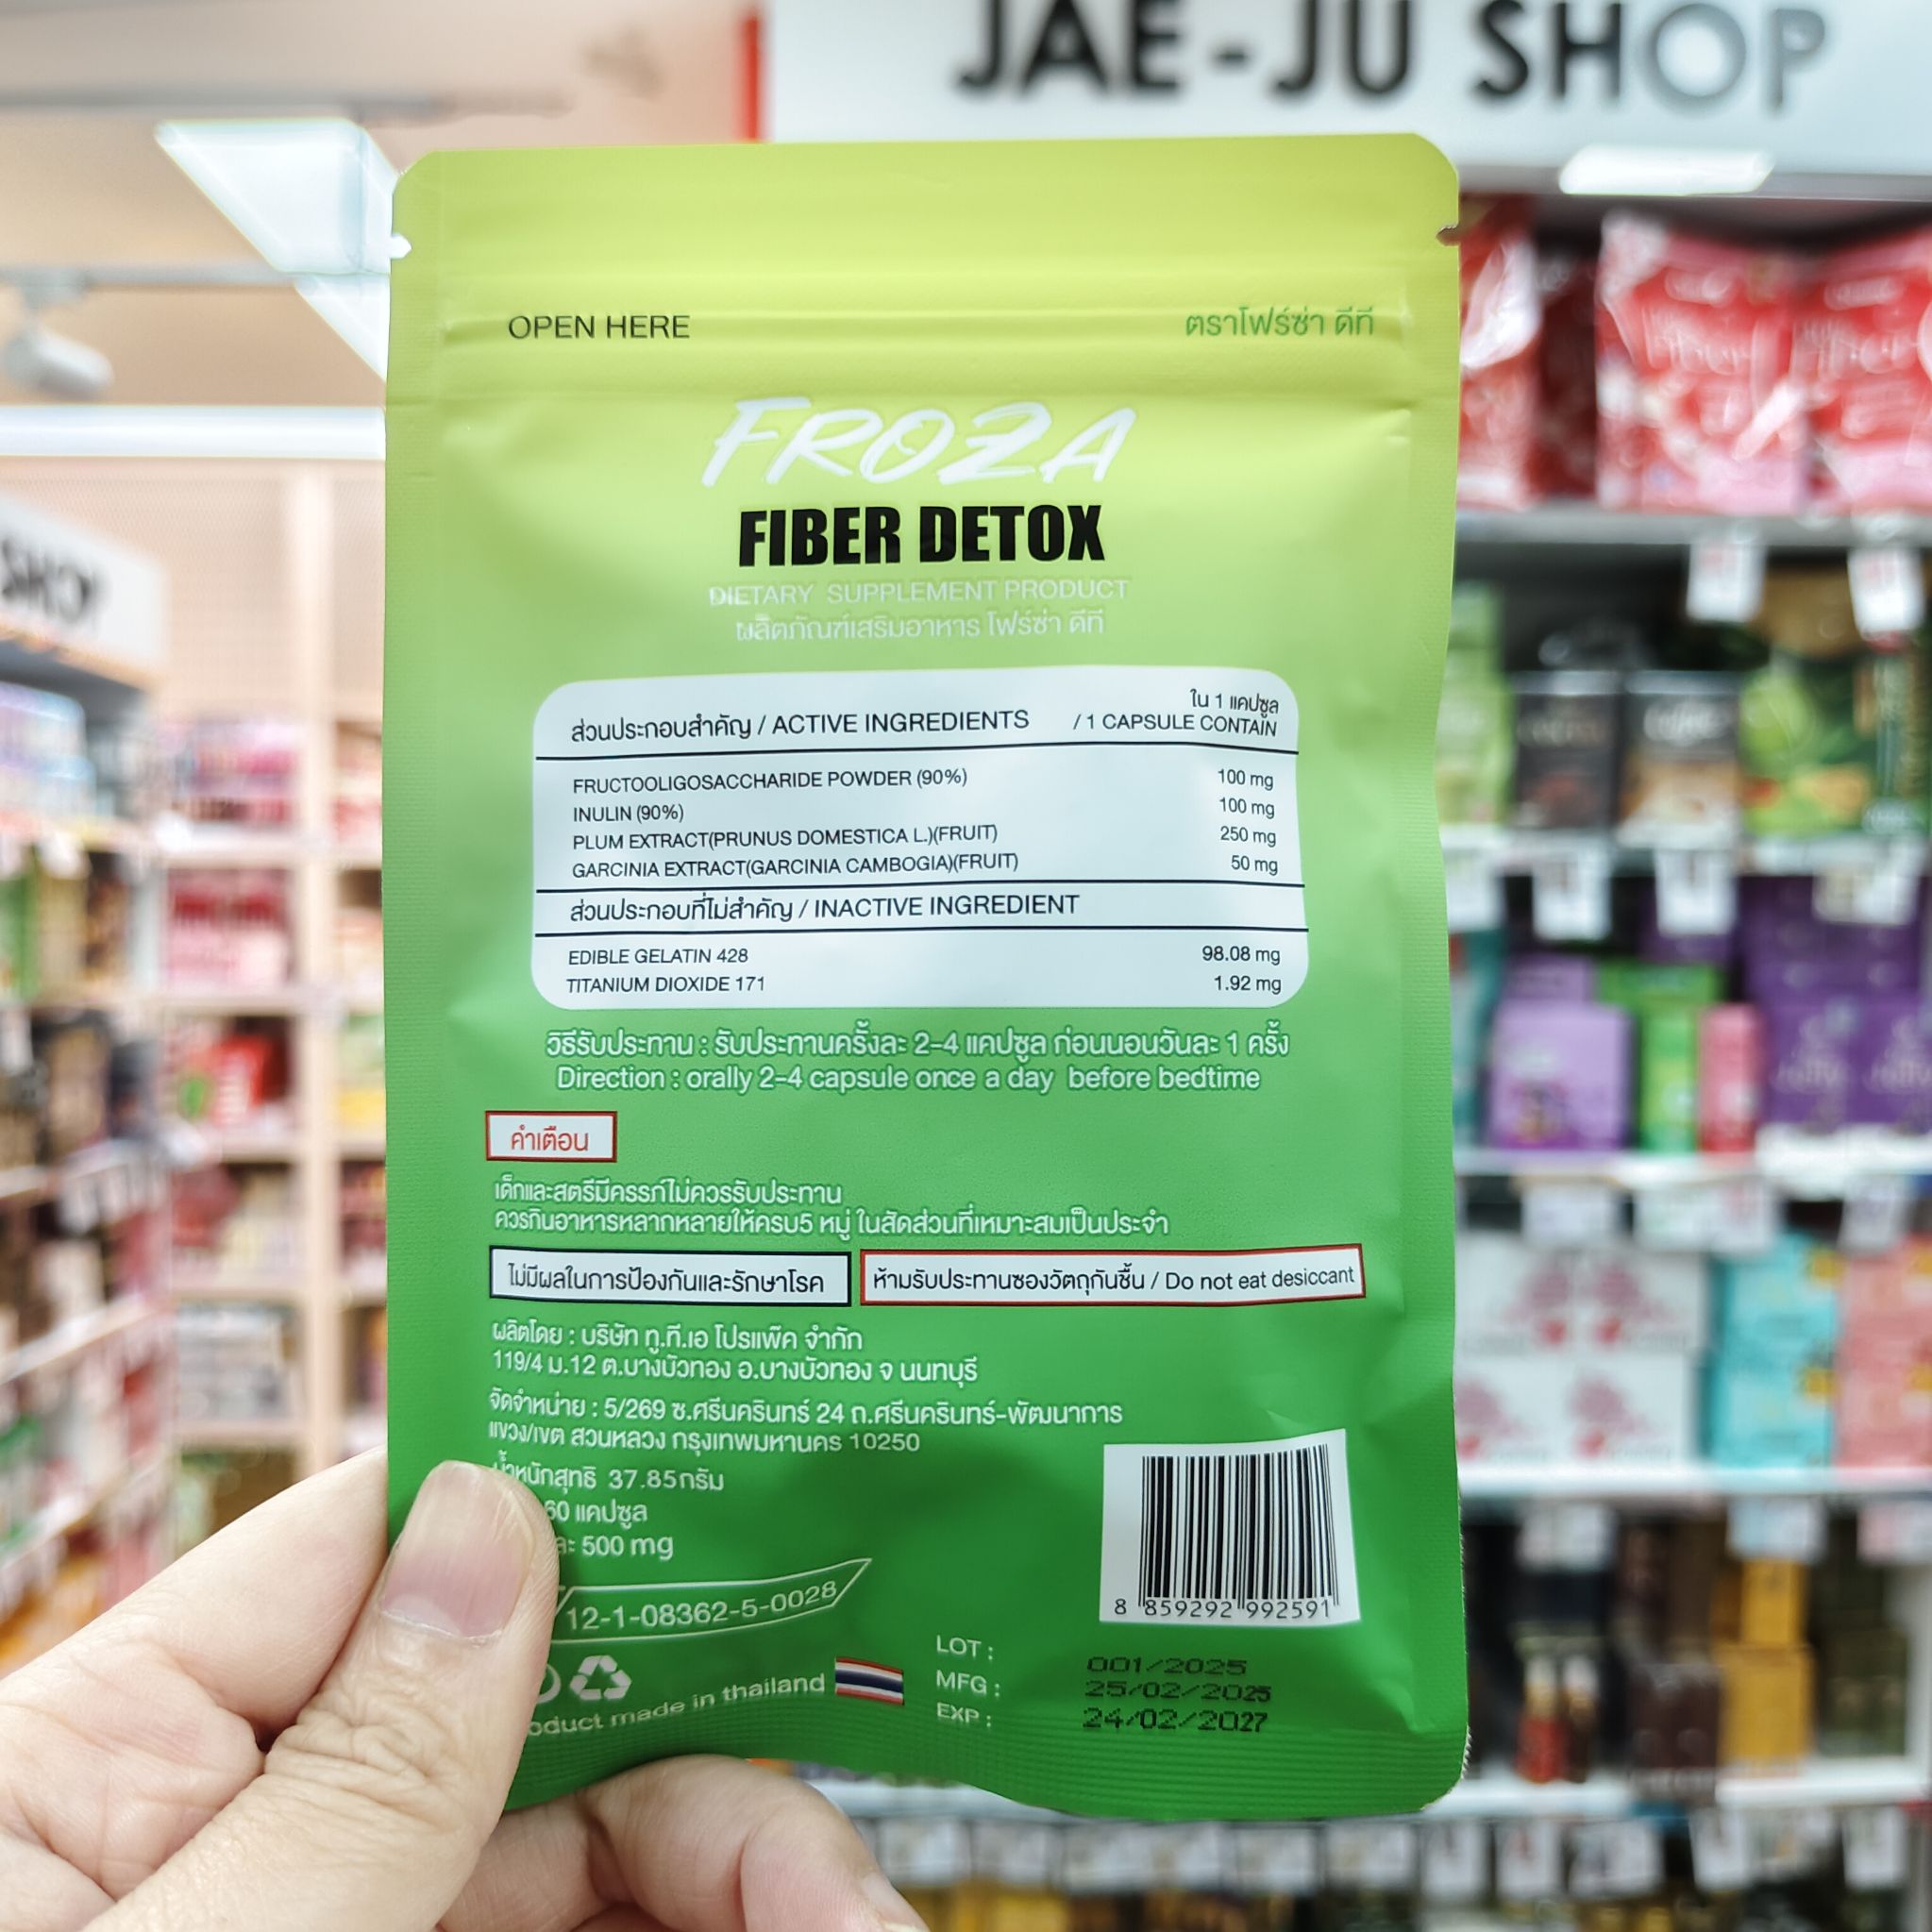 JAE-JU SHOP
SHOP
OPEN HERE
ตราโฟร์ซ่า ดีที
FROZA
FIBER DETOX
DIETARY SUPPLEMENT PRODUCT
ผลิตภัณฑ์เสริมอาหาร โฟร์ซ่า ดีที
ส่วนประกอบสำคัญ / ACTIVE INGREDIENTS
ใน 1 แคปซูล
/ 1 CAPSULE CONTAIN
FRUCTOOLIGOSACCHARIDE POWDER (90%) 100 mg
INULIN (90%) 100 mg
PLUM EXTRACT(PRUNUS DOMESTICA L.)(FRUIT) 250 mg
GARCINIA EXTRACT(GARCINIA CAMBOGIA)(FRUIT) 50 mg
ส่วนประกอบที่ไม่สำคัญ / INACTIVE INGREDIENT
EDIBLE GELATIN 428 98.08 mg
TITANIUM DIOXIDE 171 1.92 mg
วิธีรับประทาน : รับประทานครั้งละ 2-4 แคปซูล ก่อนนอนวันละ 1 ครั้ง
Direction : orally 2-4 capsule once a day before bedtime
คำเตือน
เด็กและสตรีมีครรภ์ไม่ควรรับประทาน
ควรกินอาหารหลากหลายให้ครบ5 หมู่ ในสัดส่วนที่เหมาะสมเป็นประจำ
ไม่มีผลในการป้องกันและรักษาโรค
ห้ามรับประทานซองวัตถุกันชื้น / Do not eat desiccant
ผลิตโดย : บริษัท ทู.ที.เอ โปรแพ๊ค จำกัด
119/4 ม.12 ต.บางบัวทอง อ.บางบัวทอง จ นนทบุรี
จัดจำหน่าย : 5/269 ซ.ศรีนครินทร์ 24 ถ.ศรีนครินทร์-พัฒนาการ
แขวง/เขต สวนหลวง กรุงเทพมหานคร 10250
น้ำหนักสุทธิ 37.85กรัม
60 แคปซูล
ละ 500 mg
12-1-08362-5-0028
8 859292 992591
made in thailand
LOT : 001/2025
MFG : 25/02/2025
EXP : 24/02/2027